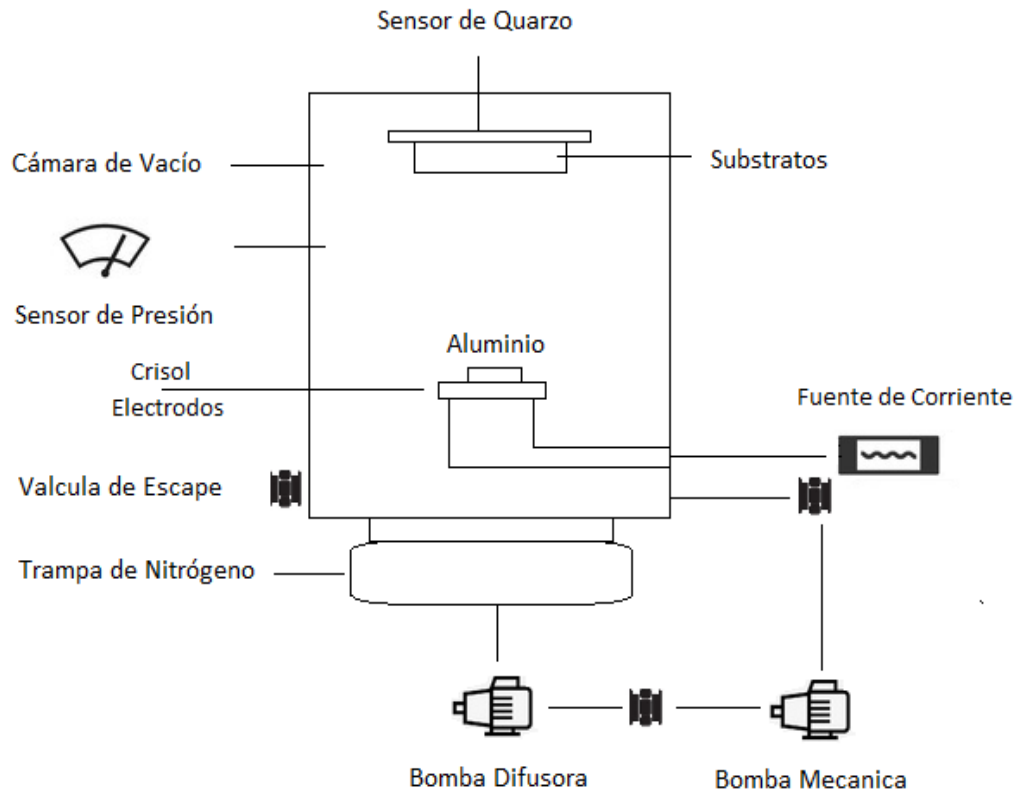 Sensor de Quarzo
Cámara de Vacío
Substratos
Sensor de Presión
Aluminio
Crisol
Electrodos
Fuente de Corriente
Valcula de Escape
Trampa de Nitrógeno
Bomba Difusora
Bomba Mecanica